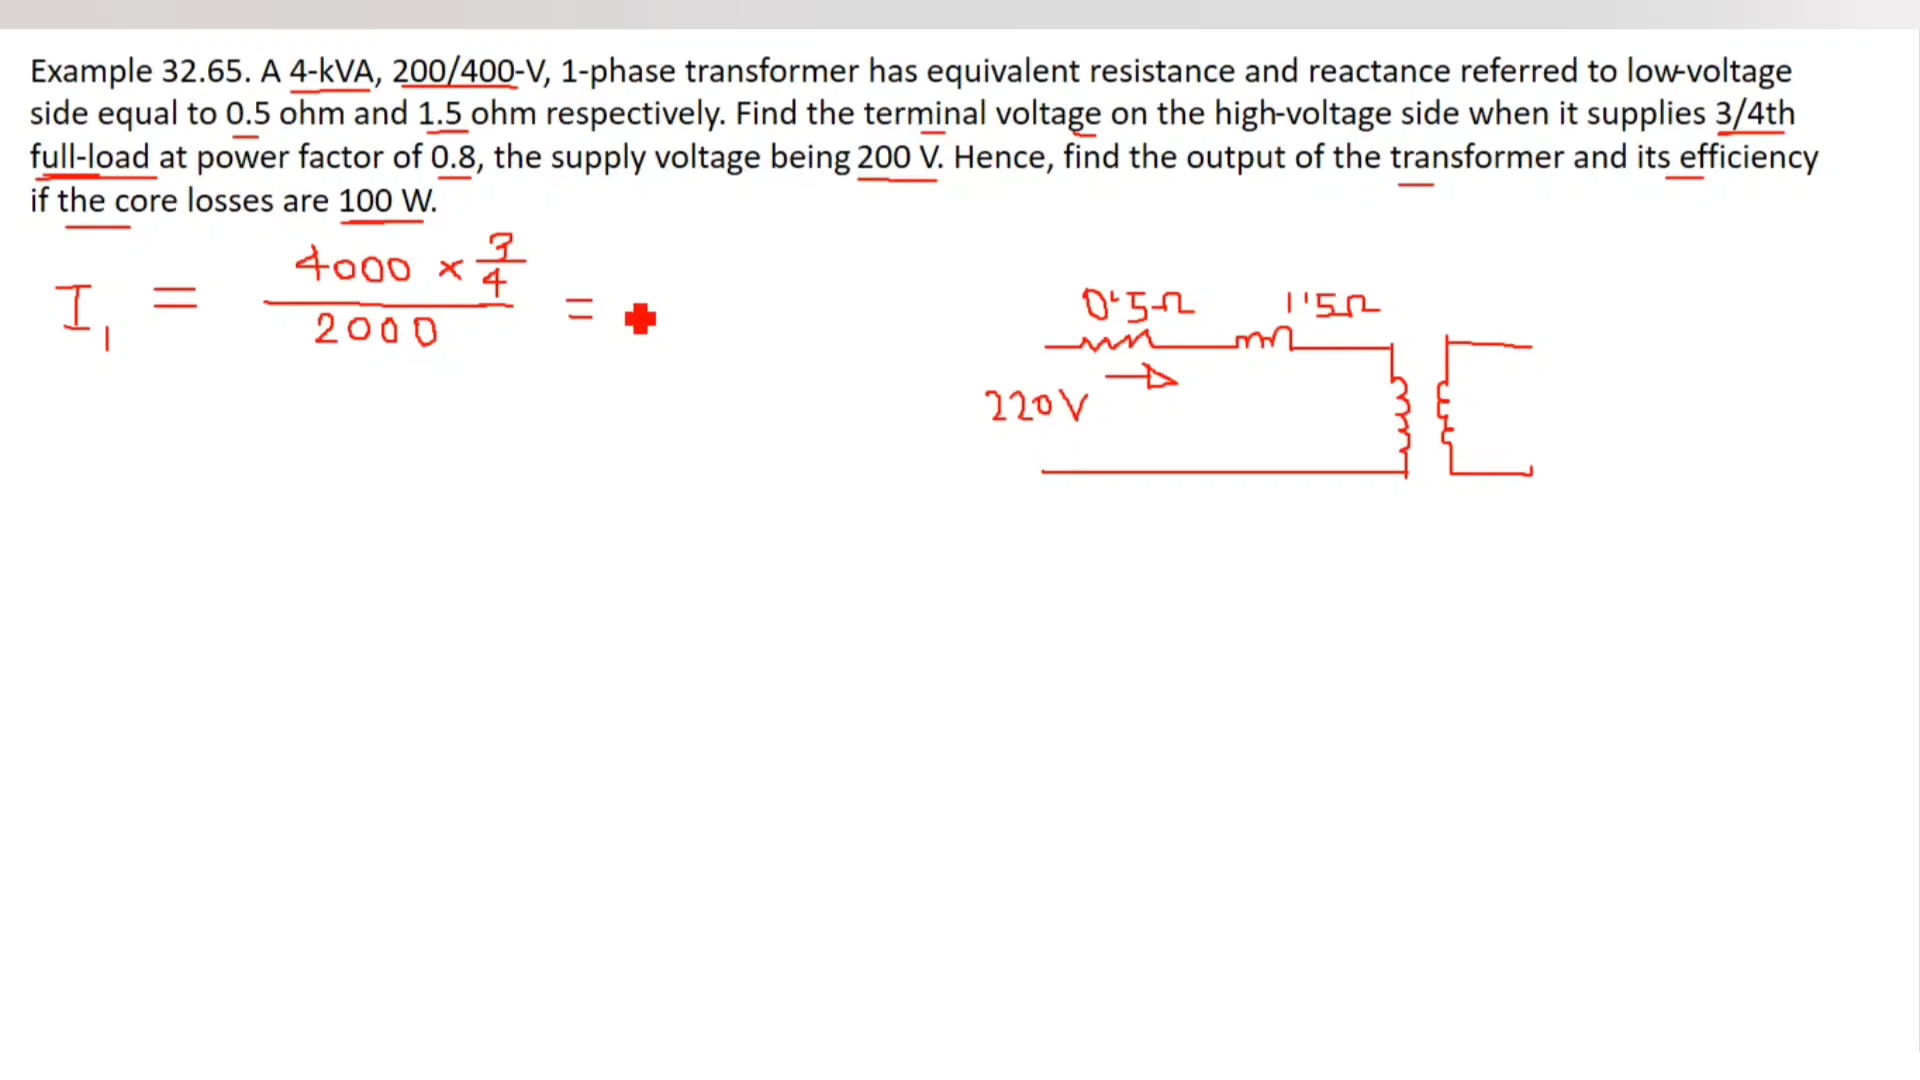 Example 32.65. A 4-kVA, 200/400-V, 1-phase transformer has equivalent resistance and reactance referred to low-voltage
side equal to 0.5 ohm and 1.5 ohm respectively. Find the terminal voltage on the high-voltage side when it supplies 3/4th
full-load at power factor of 0.8, the supply voltage being 200 V. Hence, find the output of the transformer and its efficiency
if the core losses are 100 W.
I₁ = 4000 × 3/4 / 2000 =
0.5Ω 1.5Ω
220V